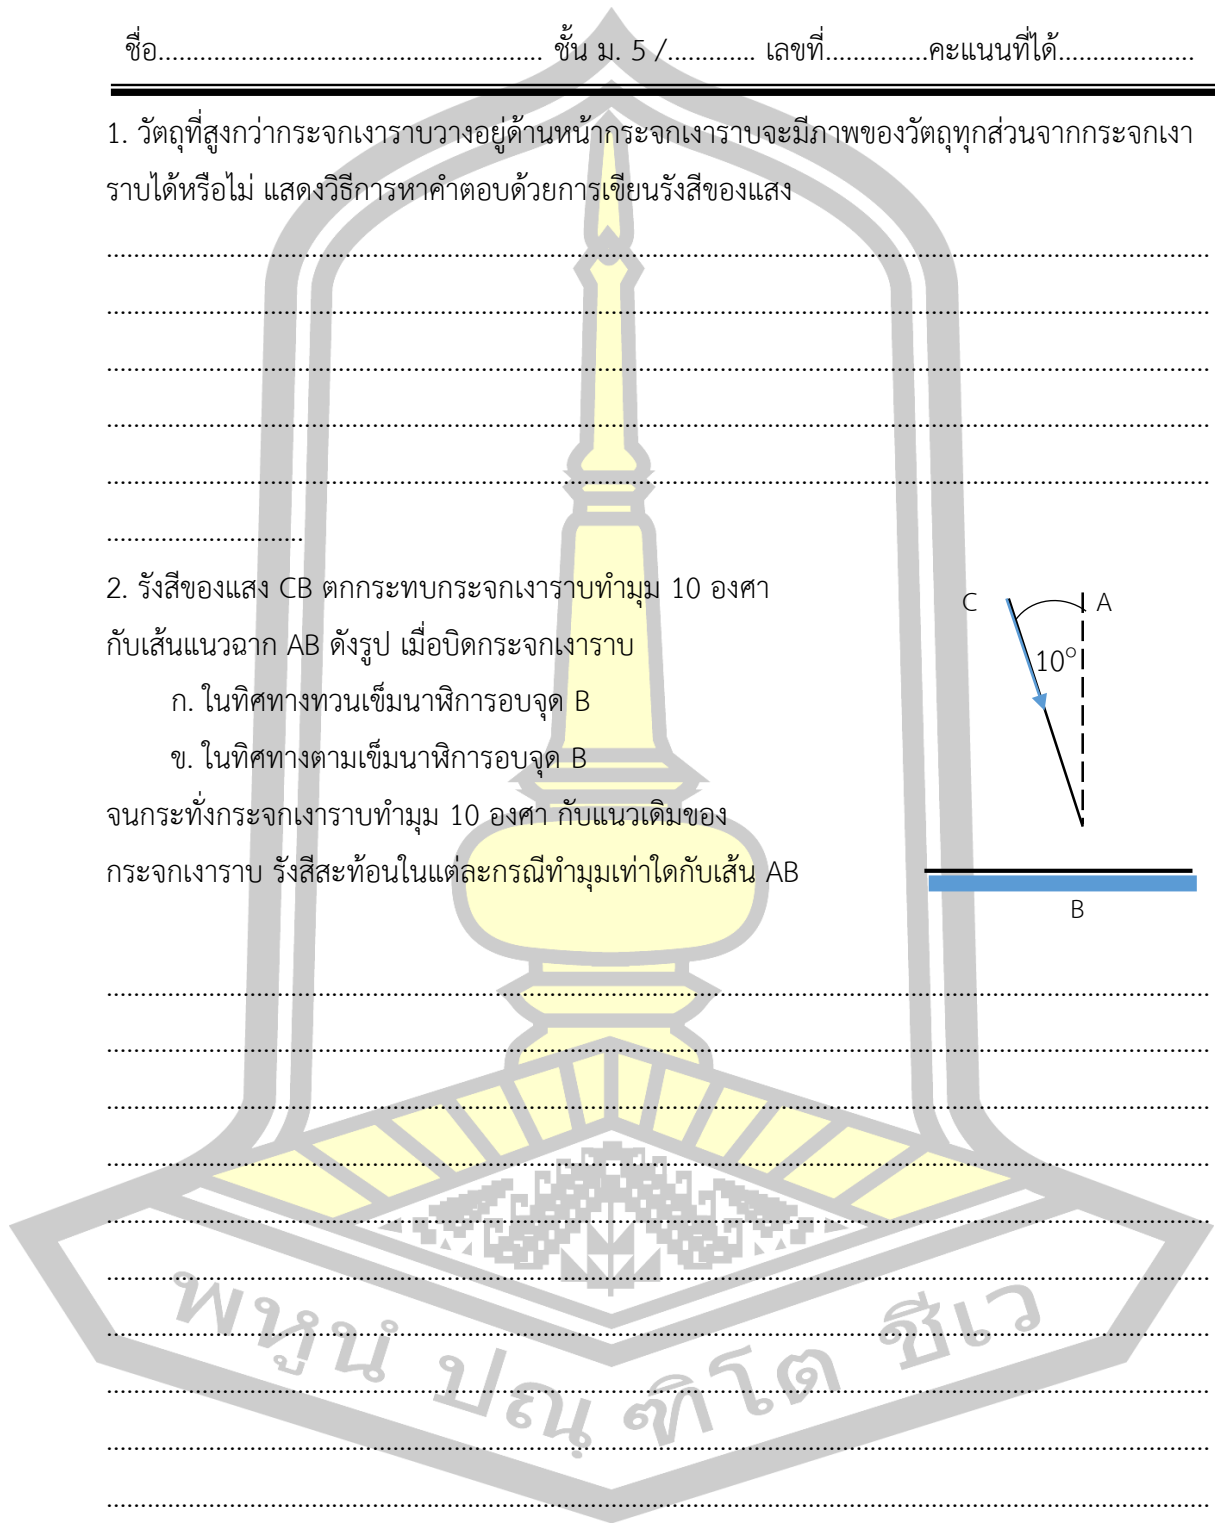 ชื่อ........................................................ ชั้น ม. 5 /............. เลขที่...............คะแนนที่ได้....................
1. วัตถุที่สูงกว่ากระจกเงาราบวางอยู่ด้านหน้ากระจกเงาราบจะมีภาพของวัตถุทุกส่วนจากกระจกเงา
ราบได้หรือไม่ แสดงวิธีการหาคำตอบด้วยการเขียนรังสีของแสง
2. รังสีของแสง CB ตกกระทบกระจกเงาราบทำมุม 10 องศา
กับเส้นแนวฉาก AB ดังรูป เมื่อบิดกระจกเงาราบ
ก. ในทิศทางทวนเข็มนาฬิการอบจุด B
ข. ในทิศทางตามเข็มนาฬิการอบจุด B
จนกระทั่งกระจกเงาราบทำมุม 10 องศา กับแนวเดิมของ
กระจกเงาราบ รังสีสะท้อนในแต่ละกรณีทำมุมเท่าใดกับเส้น AB
C A
10°
B
พหูนํ ปณฺฑิโต ชีเว